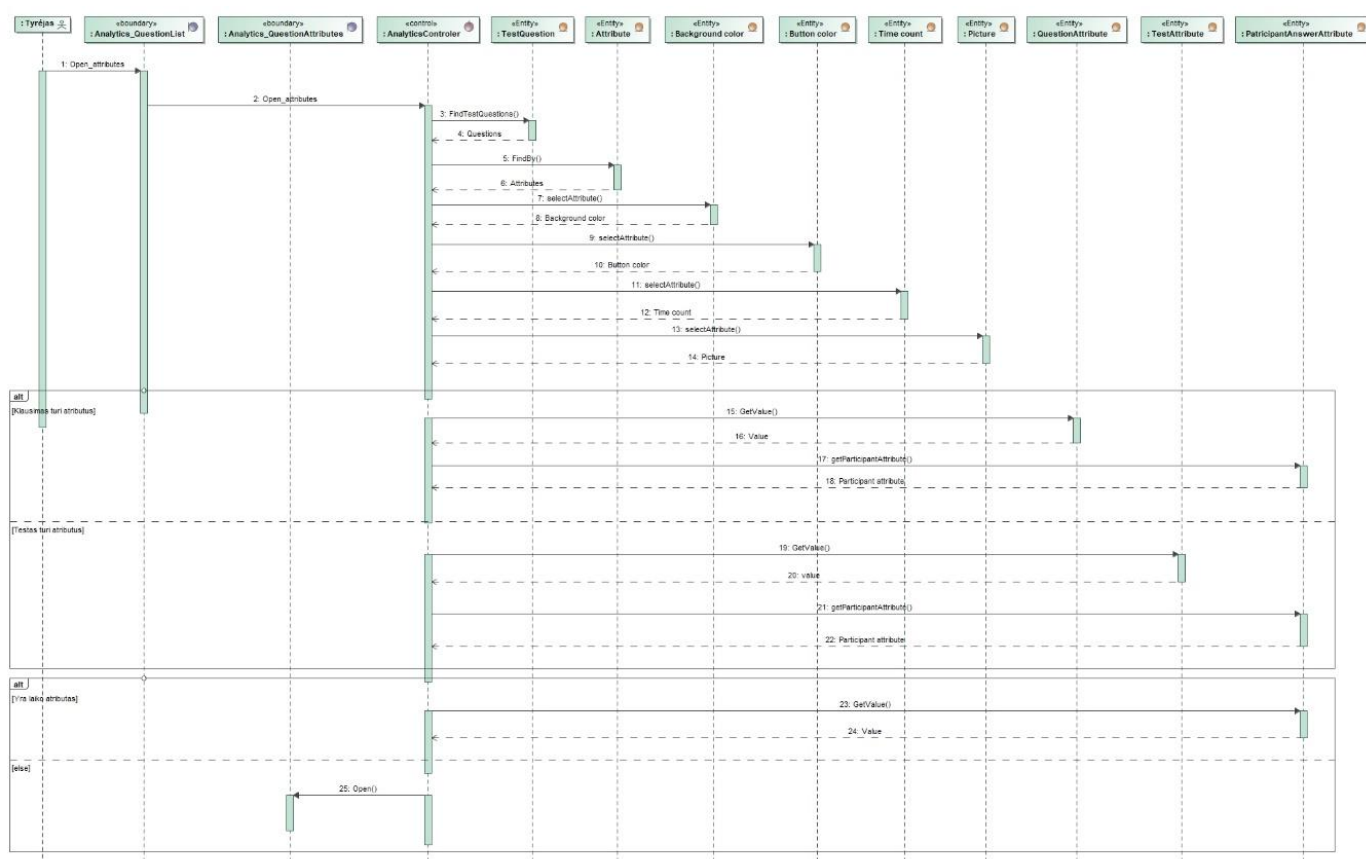 : Tyrėjas
«boundary»
: Analytics_QuestionList
«boundary»
: Analytics_QuestionAttributes
«control»
: AnalyticsControler
«Entity»
: TestQuestion
«Entity»
: Attribute
«Entity»
: Background color
«Entity»
: Button color
«Entity»
: Time count
«Entity»
: Picture
«Entity»
: QuestionAttribute
«Entity»
: TestAttribute
«Entity»
: PatricipantAnswerAttribute
1: Open_attributes
2: Open_attributes
3: FindTestQuestions()
4: Questions
5: FindBy()
6: Attributes
7: selectAttribute()
8: Background color
9: selectAttribute()
10: Button color
11: selectAttribute()
12: Time count
13: selectAttribute()
14: Picture
alt
[Klausimas turi atributus]
15: GetValue()
16: Value
17: getParticipantAttribute()
18: Participant attribute
[Testas turi atributus]
19: GetValue()
20: value
21: getParticipantAttribute()
22: Participant attribute
alt
[Yra laiko atributas]
23: GetValue()
24: Value
[else]
25: Open()